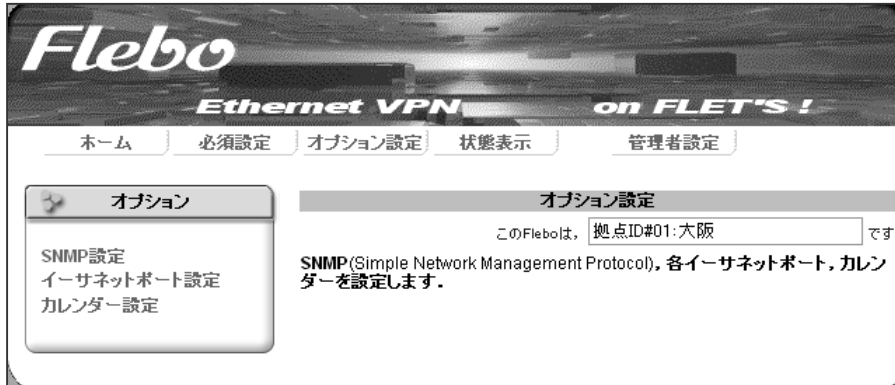 Flebo
Ethernet VPN on FLET'S !
ホーム 必須設定 オプション設定 状態表示 管理者設定
オプション
SNMP設定
イーサネットポート設定
カレンダー設定
オプション設定
このFleboは, 拠点ID#01:大阪 です
SNMP(Simple Network Management Protocol), 各イーサネットポート, カレン
ダーを設定します.